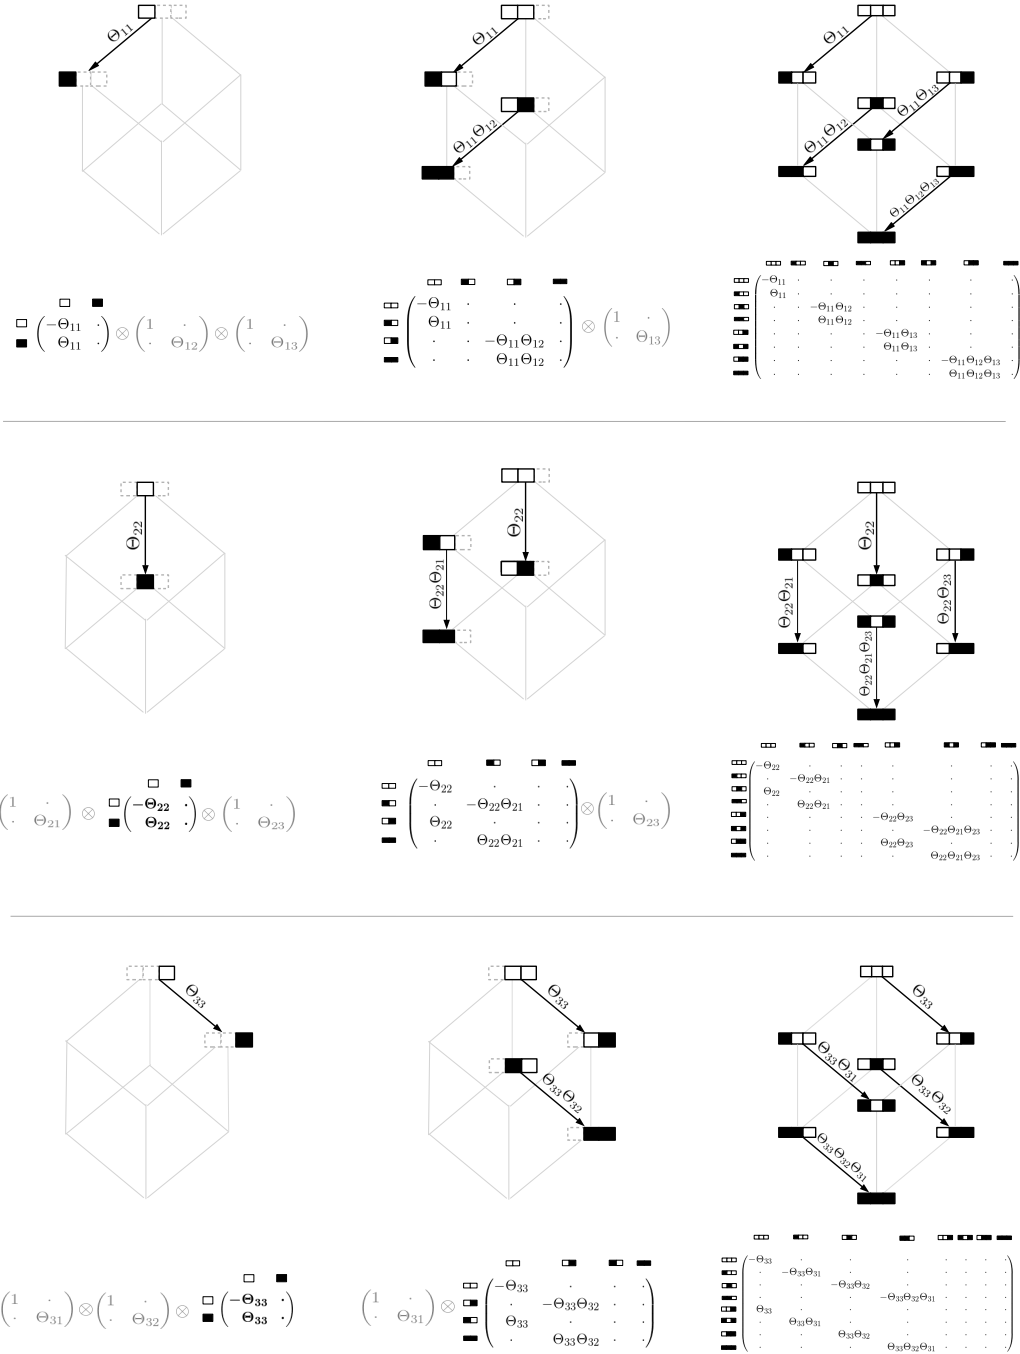 Θ₁₁ Θ₁₁ Θ₁₁
Θ₁₁Θ₁₂ Θ₁₁Θ₁₂ Θ₁₁Θ₁₃
Θ₁₁Θ₁₂Θ₁₃
(−Θ₁₁ · ) ⊗ (1 · ) ⊗ (1 · )
( Θ₁₁ · ) (· Θ₁₂) (· Θ₁₃)
(−Θ₁₁ · · · )
( Θ₁₁ · · · ) ⊗ (1 · )
( · · −Θ₁₁Θ₁₂ · ) (· Θ₁₃)
( · · Θ₁₁Θ₁₂ · )
−Θ₁₁ · · · · · · ·
Θ₁₁ · · · · · · ·
· · −Θ₁₁Θ₁₂ · · · · ·
· · Θ₁₁Θ₁₂ · · · · ·
· · · · −Θ₁₁Θ₁₃ · · ·
· · · · Θ₁₁Θ₁₃ · · ·
· · · · · · −Θ₁₁Θ₁₂Θ₁₃ ·
· · · · · · Θ₁₁Θ₁₂Θ₁₃ ·
Θ₂₂ Θ₂₂ Θ₂₂
Θ₂₂Θ₂₁ Θ₂₂Θ₂₁ Θ₂₂Θ₂₃
Θ₂₂Θ₂₁Θ₂₃
(1 · ) ⊗ (−Θ₂₂ · ) ⊗ (1 · )
(· Θ₂₁) ( Θ₂₂ · ) (· Θ₂₃)
(−Θ₂₂ · · · )
( · −Θ₂₂Θ₂₁ · · ) ⊗ (1 · )
( Θ₂₂ · · · ) (· Θ₂₃)
( · Θ₂₂Θ₂₁ · · )
−Θ₂₂ · · · · · · ·
· −Θ₂₂Θ₂₁ · · · · · ·
Θ₂₂ · · · · · · ·
· Θ₂₂Θ₂₁ · · · · · ·
· · · · −Θ₂₂Θ₂₃ · · ·
· · · · · −Θ₂₂Θ₂₁Θ₂₃ · ·
· · · · Θ₂₂Θ₂₃ · · ·
· · · · · Θ₂₂Θ₂₁Θ₂₃ · ·
Θ₃₃ Θ₃₃ Θ₃₃
Θ₃₃Θ₃₂ Θ₃₃Θ₃₁ Θ₃₃Θ₃₂
Θ₃₃Θ₃₂Θ₃₁
(1 · ) ⊗ (1 · ) ⊗ (−Θ₃₃ · )
(· Θ₃₁) (· Θ₃₂) ( Θ₃₃ · )
(1 · ) ⊗ (−Θ₃₃ · · · )
(· Θ₃₁) ( · −Θ₃₃Θ₃₂ · · )
( Θ₃₃ · · · )
( · Θ₃₃Θ₃₂ · · )
−Θ₃₃ · · · · · · ·
· −Θ₃₃Θ₃₁ · · · · · ·
· · −Θ₃₃Θ₃₂ · · · · ·
· · · −Θ₃₃Θ₃₂Θ₃₁ · · · ·
Θ₃₃ · · · · · · ·
· Θ₃₃Θ₃₁ · · · · · ·
· · Θ₃₃Θ₃₂ · · · · ·
· · · Θ₃₃Θ₃₂Θ₃₁ · · · ·